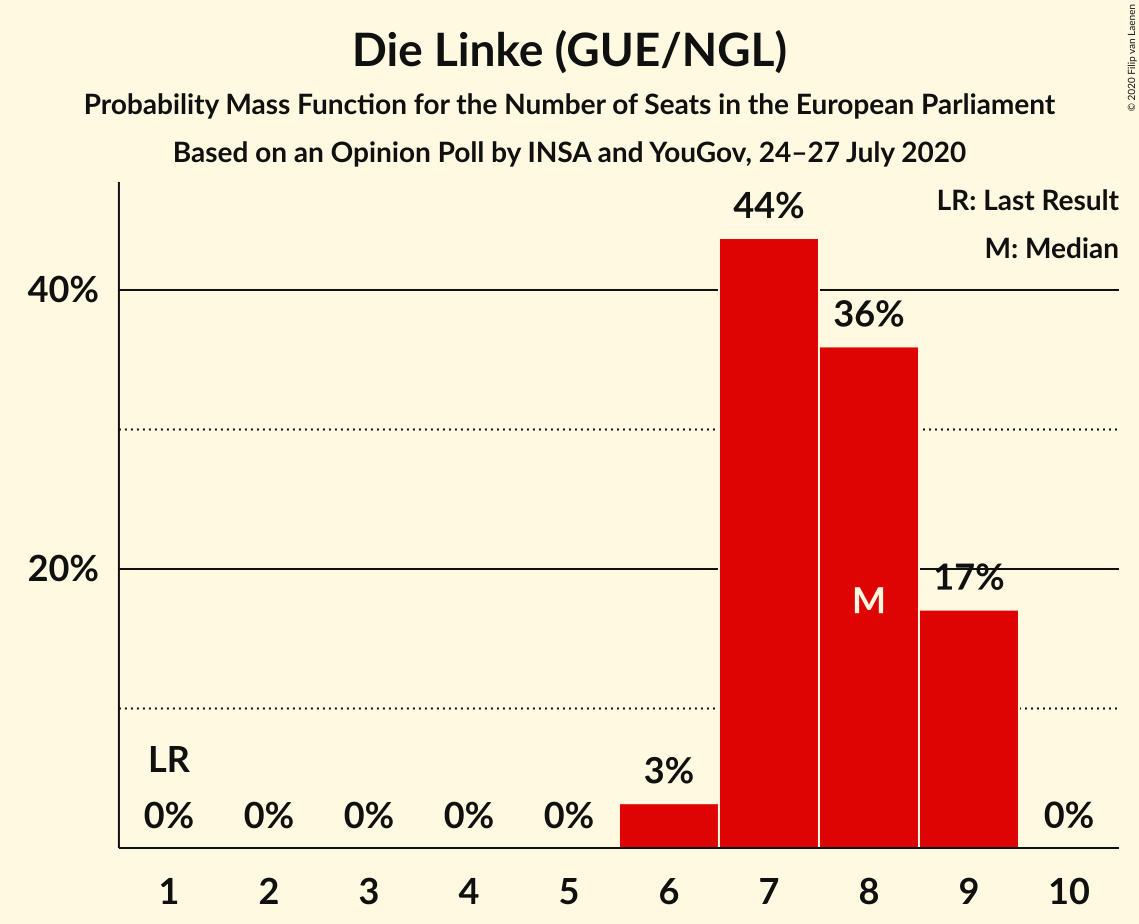 Die Linke (GUE/NGL)
Probability Mass Function for the Number of Seats in the European Parliament
Based on an Opinion Poll by INSA and YouGov, 24–27 July 2020
© 2020 Filip van Laenen
LR: Last Result
M: Median
44%
40%
36%
20%
17%
M
LR
3%
0% 0% 0% 0% 0% 0%
1 2 3 4 5 6 7 8 9 10